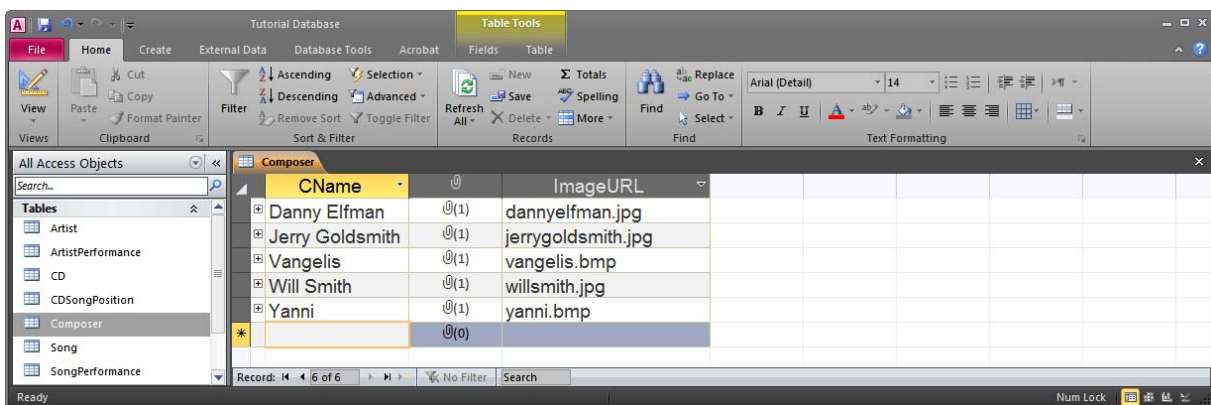 A Tutorial Database Table Tools
File Home Create External Data Database Tools Acrobat Fields Table
View
Views
Paste
Cut
Copy
Format Painter
Clipboard
Filter
Ascending
Descending
Remove Sort
Selection
Advanced
Toggle Filter
Sort & Filter
Refresh
All
New
Save
Delete
Totals
Spelling
More
Records
Find
Replace
Go To
Select
Find
Arial (Detail) 14
B I U A
Text Formatting
All Access Objects
Search...
Tables
Artist
ArtistPerformance
CD
CDSongPosition
Composer
Song
SongPerformance
Composer
CName ImageURL
Danny Elfman (1) dannyelfman.jpg
Jerry Goldsmith (1) jerrygoldsmith.jpg
Vangelis (1) vangelis.bmp
Will Smith (1) willsmith.jpg
Yanni (1) yanni.bmp
(0)
Record: 6 of 6 No Filter Search
Ready Num Lock